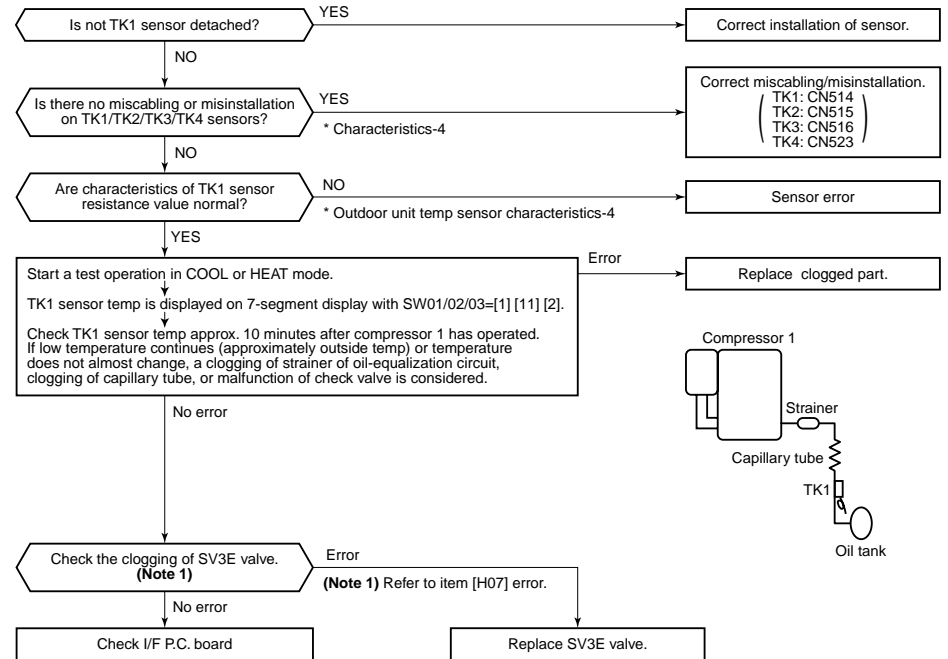 Is not TK1 sensor detached?
YES
Correct installation of sensor.
NO
Is there no miscabling or misinstallation
on TK1/TK2/TK3/TK4 sensors?
YES
* Characteristics-4
Correct miscabling/misinstallation.
TK1: CN514
TK2: CN515
TK3: CN516
TK4: CN523
NO
Are characteristics of TK1 sensor
resistance value normal?
NO
* Outdoor unit temp sensor characteristics-4
Sensor error
YES
Start a test operation in COOL or HEAT mode.
TK1 sensor temp is displayed on 7-segment display with SW01/02/03=[1] [11] [2].
Check TK1 sensor temp approx. 10 minutes after compressor 1 has operated.
If low temperature continues (approximately outside temp) or temperature
does not almost change, a clogging of strainer of oil-equalization circuit,
clogging of capillary tube, or malfunction of check valve is considered.
Error
Replace clogged part.
Compressor 1
Strainer
Capillary tube
TK1
Oil tank
No error
Check the clogging of SV3E valve.
(Note 1)
Error
(Note 1) Refer to item [H07] error.
No error
Check I/F P.C. board
Replace SV3E valve.